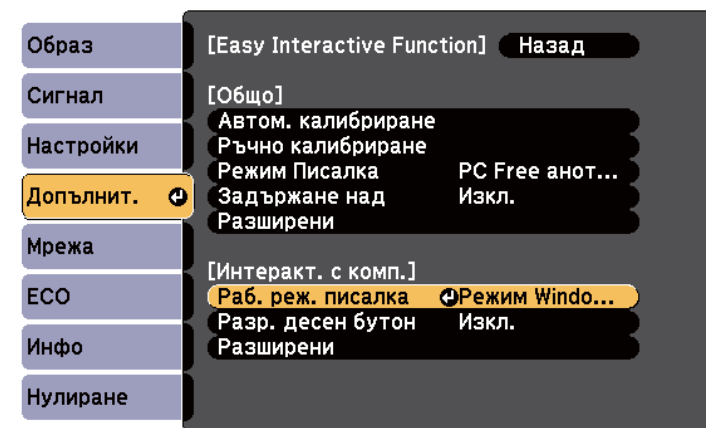 Образ
Сигнал
Настройки
Допълнит.
Мрежа
ECO
Инфо
Нулиране
[Easy Interactive Function] Назад
[Общо]
Автом. калибриране
Ръчно калибриране
Режим Писалка PC Free анот...
Задържане над Изкл.
Разширени
[Интеракт. с комп.]
Раб. реж. писалка Режим Windo...
Разр. десен бутон Изкл.
Разширени